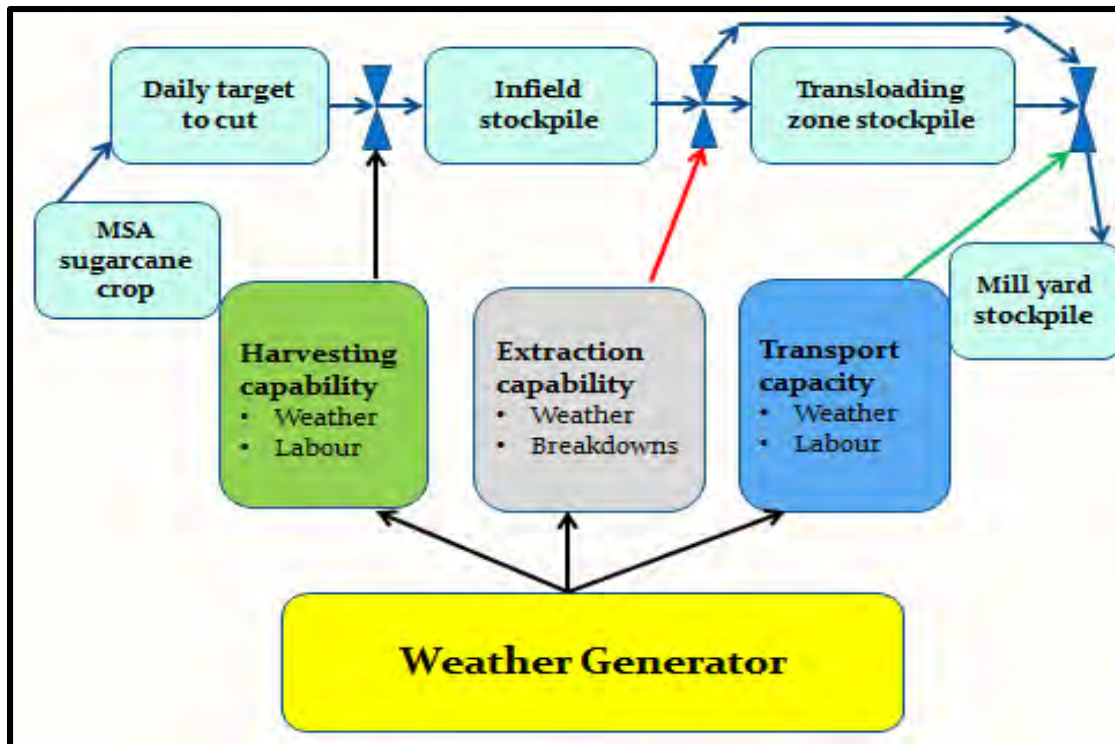 Daily target
to cut
Infield
stockpile
Transloading
zone stockpile
MSA
sugarcane
crop
Mill yard
stockpile
Harvesting
capability
• Weather
• Labour
Extraction
capability
• Weather
• Breakdowns
Transport
capacity
• Weather
• Labour
Weather Generator